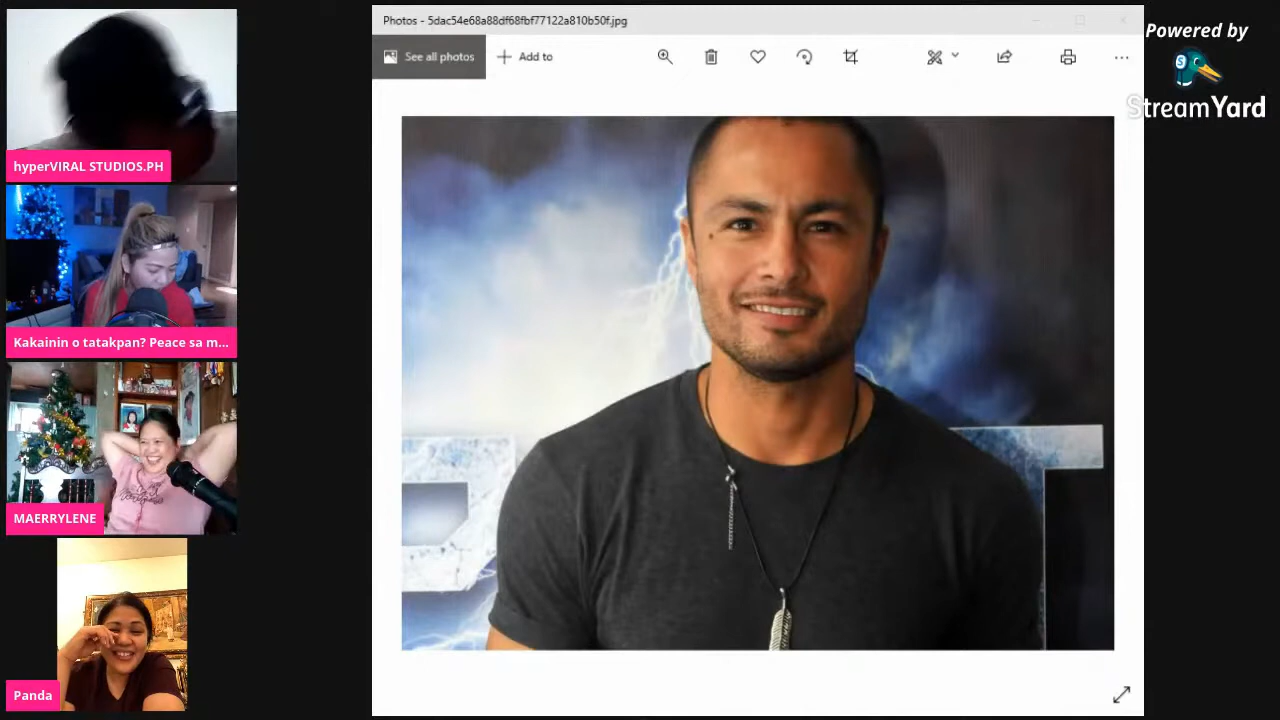 Photos - 5dac54e68a88df68fbf77122a810b50f.jpg
See all photos
Add to
Powered by
StreamYard
hyperVIRAL STUDIOS.PH
Kakainin o tatakpan? Peace sa m...
MAERRYLENE
Panda